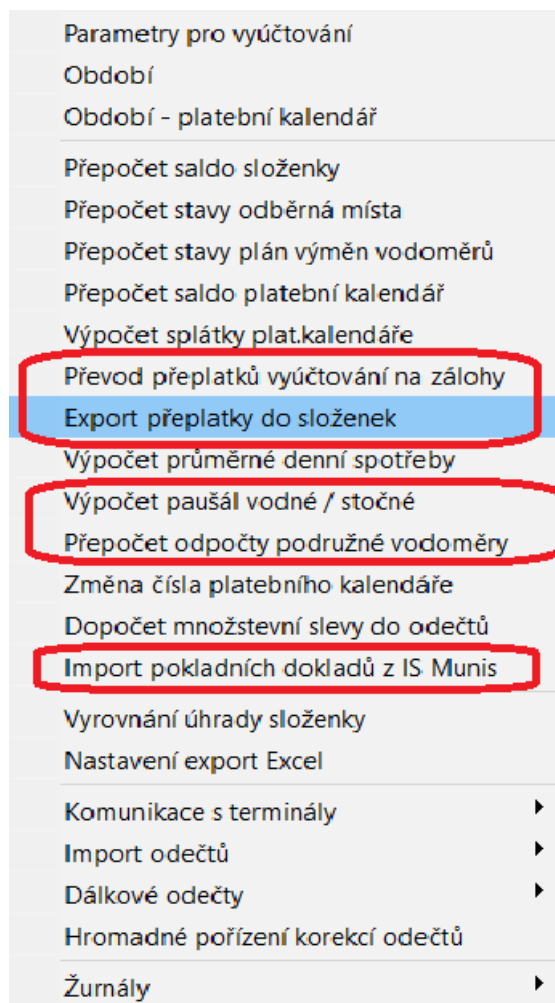 Parametry pro vyúčtování
Období
Období - platební kalendář
Přepočet saldo složenky
Přepočet stavy odběrná místa
Přepočet stavy plán výměn vodoměrů
Přepočet saldo platební kalendář
Výpočet splátky plat.kalendáře
Převod přeplatků vyúčtování na zálohy
Export přeplatky do složenek
Výpočet průměrné denní spotřeby
Výpočet paušál vodné / stočné
Přepočet odpočty podružné vodoměry
Změna čísla platebního kalendáře
Dopočet množstevní slevy do odečtů
Import pokladních dokladů z IS Munis
Vyrovnání úhrady složenky
Nastavení export Excel
Komunikace s terminály
Import odečtů
Dálkové odečty
Hromadné pořízení korekcí odečtů
Žurnály